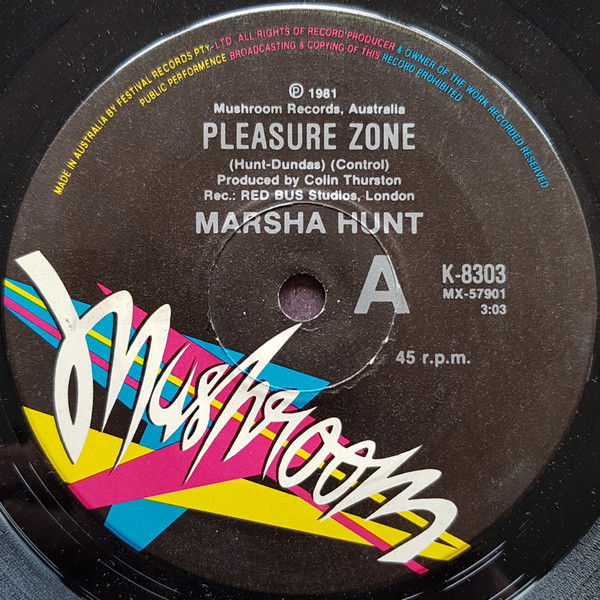 MADE IN AUSTRALIA BY FESTIVAL RECORDS PTY-LTD ALL RIGHTS OF RECORD PRODUCER & OWNER OF THE WORK RECORDED RESERVED
PUBLIC PERFORMENCE BROADCASTING & COPYING OF THIS RECORD PROHIBITED
℗ 1981
Mushroom Records, Australia
PLEASURE ZONE
(Hunt-Dundas) (Control)
Produced by Colin Thurston
Rec.: RED BUS Studios, London
MARSHA HUNT
A
K-8303
MX-57901
3:03
45 r.p.m.
Mushroom